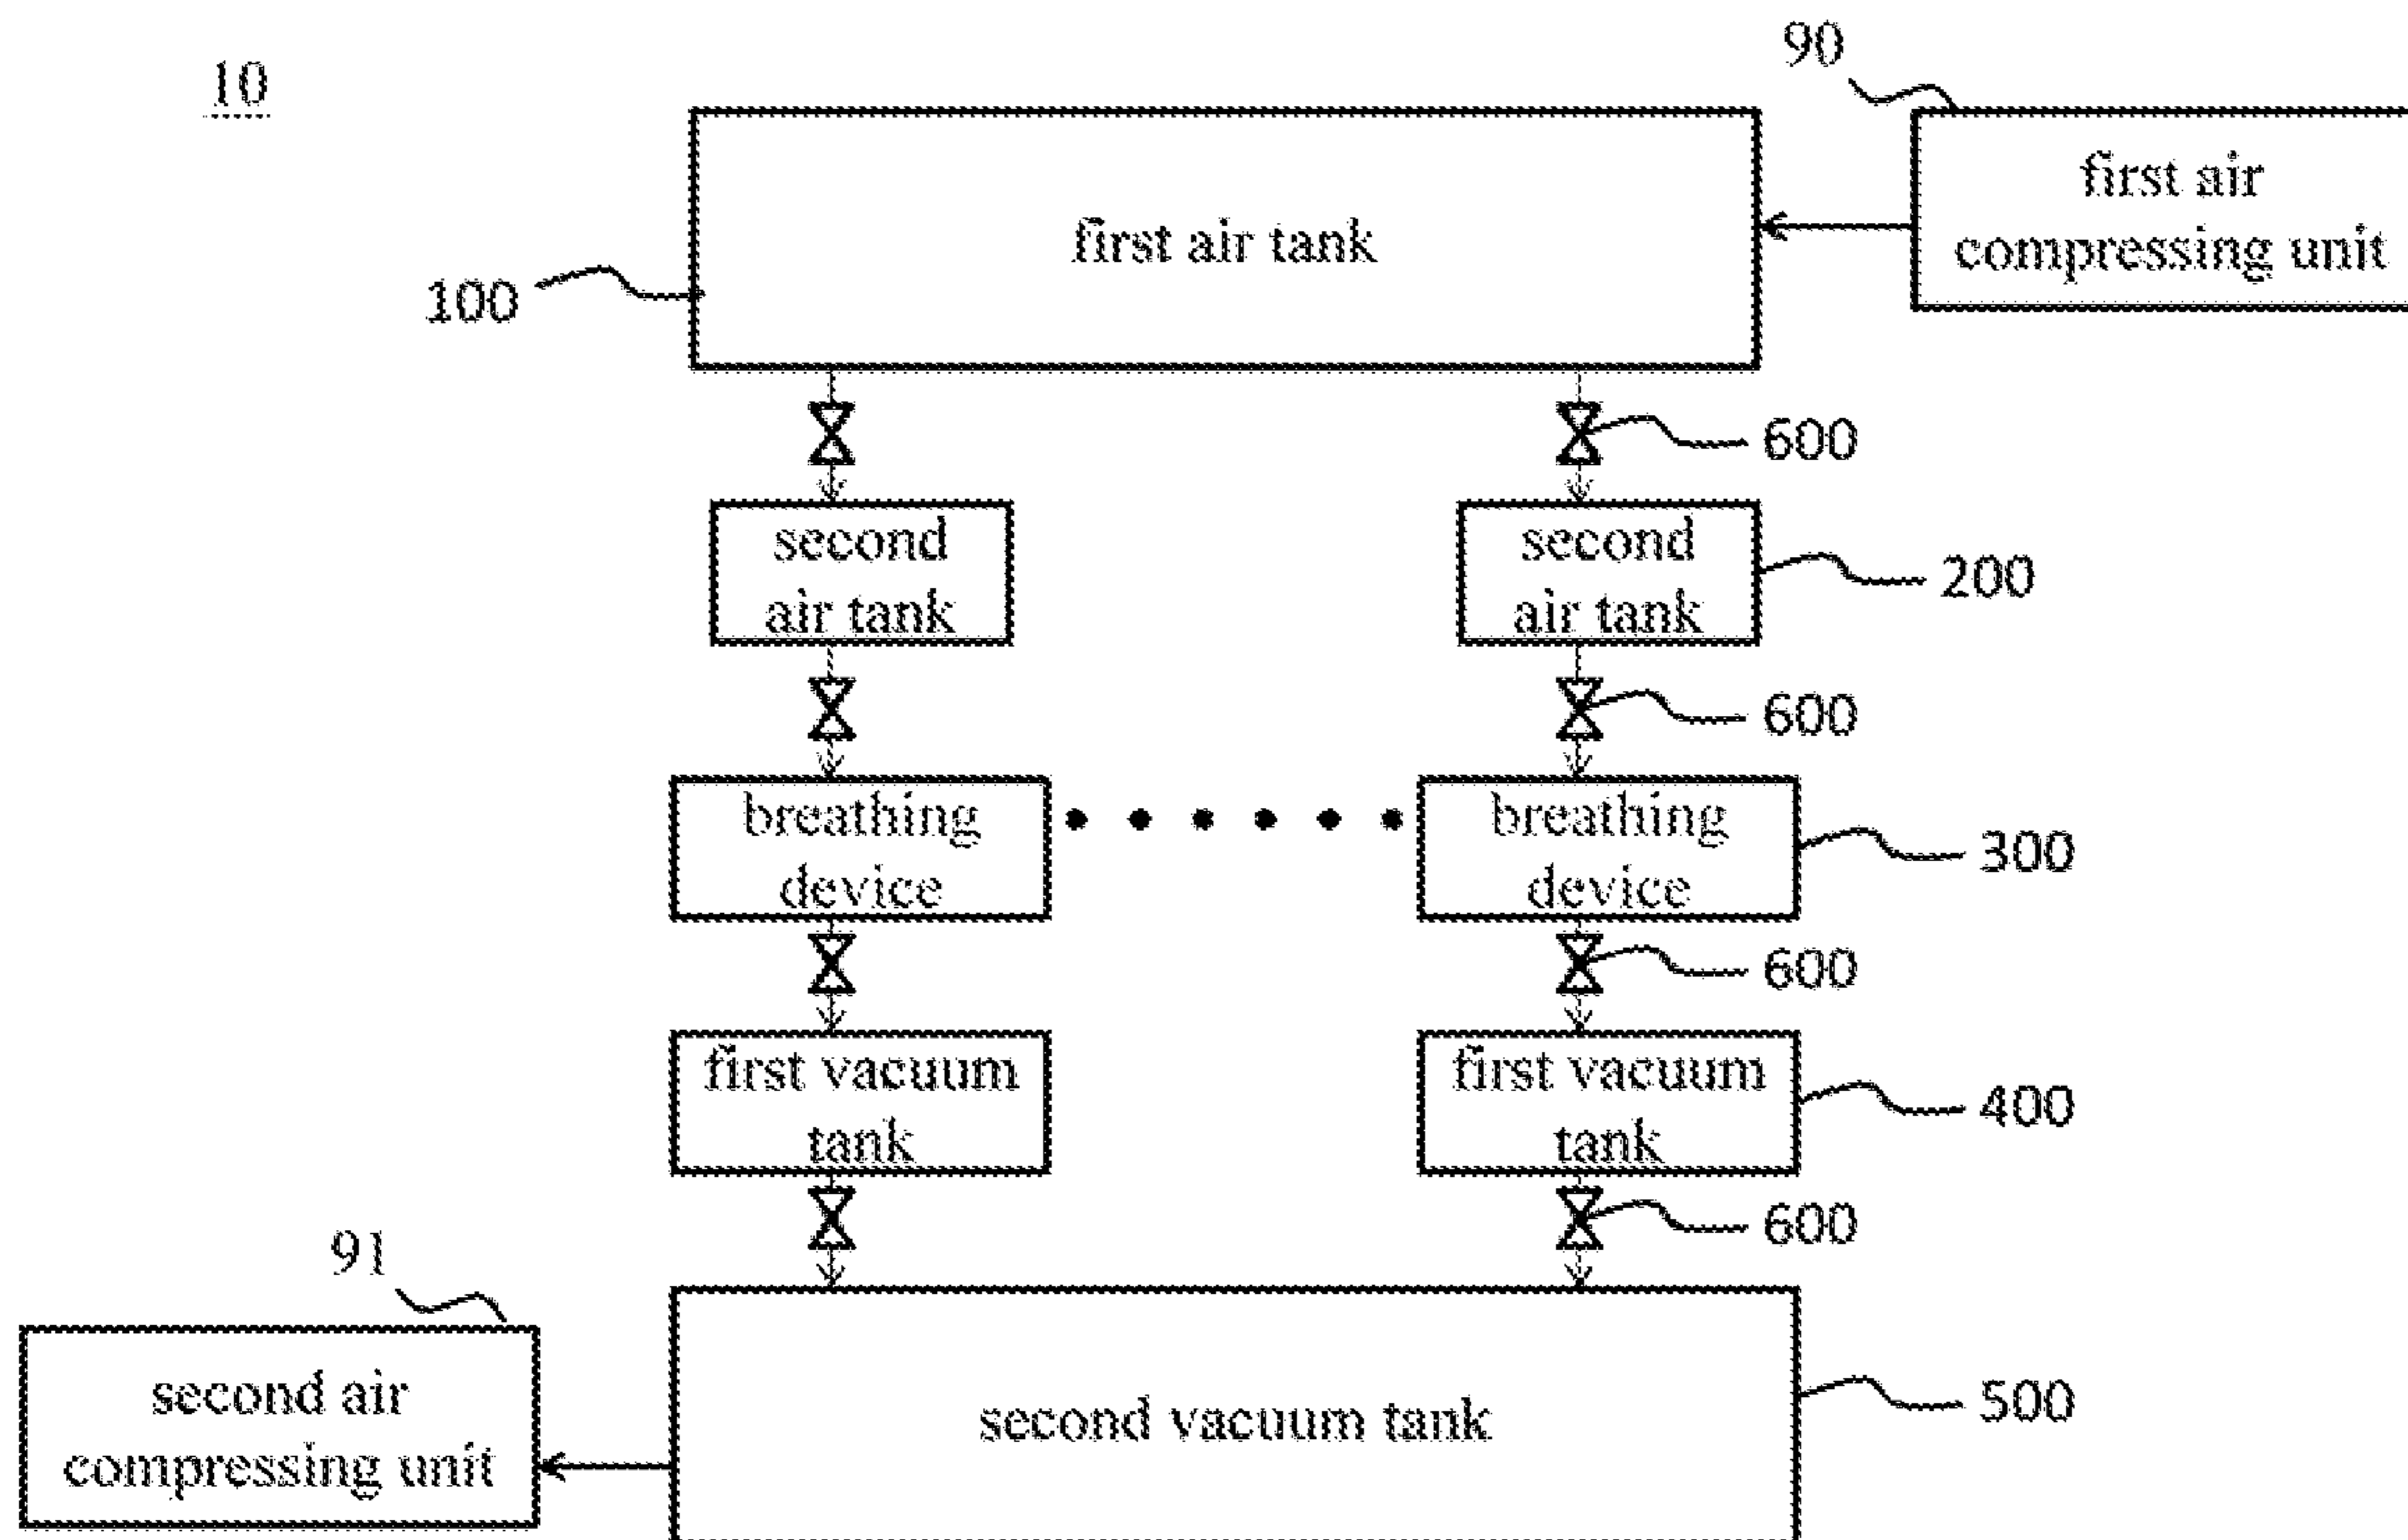 90
10
first air
compressing unit
first air tank
100
600
second
air tank
second
air tank
200
600
breathing
device
breathing
device
300
600
first vacuum
tank
first vacuum
tank
400
600
91
second air
compressing unit
second vacuum tank
500